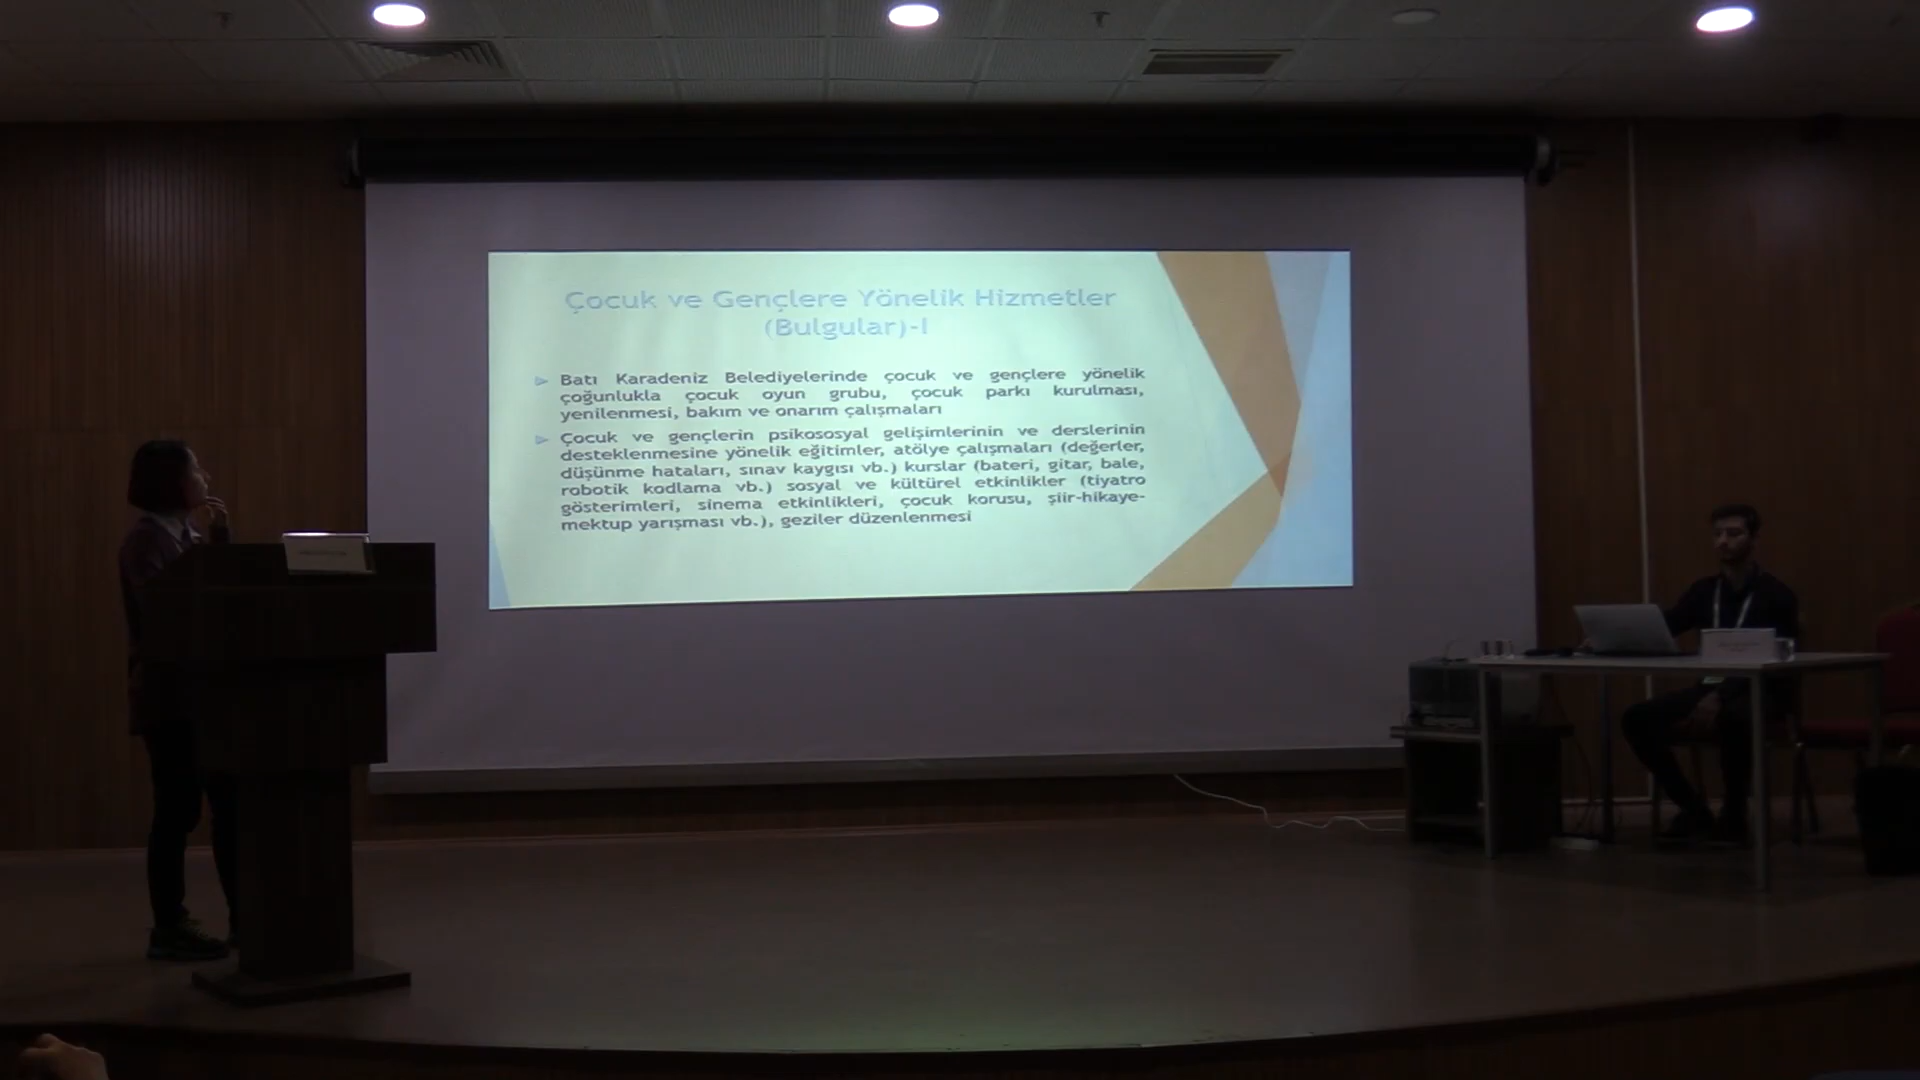 Çocuk ve Gençlere Yönelik Hizmetler
(Bulgular)-I
Batı Karadeniz Belediyelerinde çocuk ve gençlere yönelik
çoğunlukla çocuk oyun grubu, çocuk parkı kurulması,
yenilenmesi, bakım ve onarım çalışmaları
Çocuk ve gençlerin psikososyal gelişimlerinin ve derslerinin
desteklenmesine yönelik eğitimler, atölye çalışmaları (değerler,
düşünme hataları, sınav kaygısı vb.) kurslar (bateri, gitar, bale,
robotik kodlama vb.) sosyal ve kültürel etkinlikler (tiyatro
gösterimleri, sinema etkinlikleri, çocuk korusu, şiir-hikaye-
mektup yarışması vb.), geziler düzenlenmesi